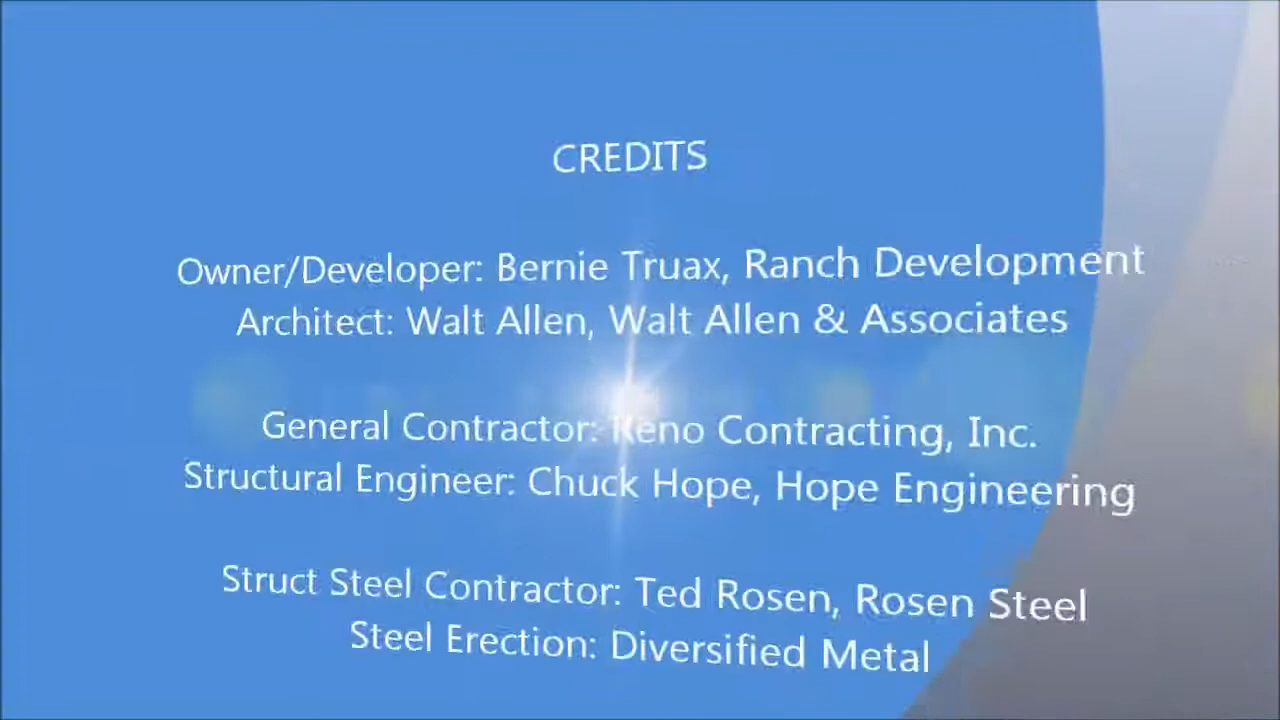 CREDITS
Owner/Developer: Bernie Truax, Ranch Development
Architect: Walt Allen, Walt Allen & Associates
General Contractor: Reno Contracting, Inc.
Structural Engineer: Chuck Hope, Hope Engineering
Struct Steel Contractor: Ted Rosen, Rosen Steel
Steel Erection: Diversified Metal